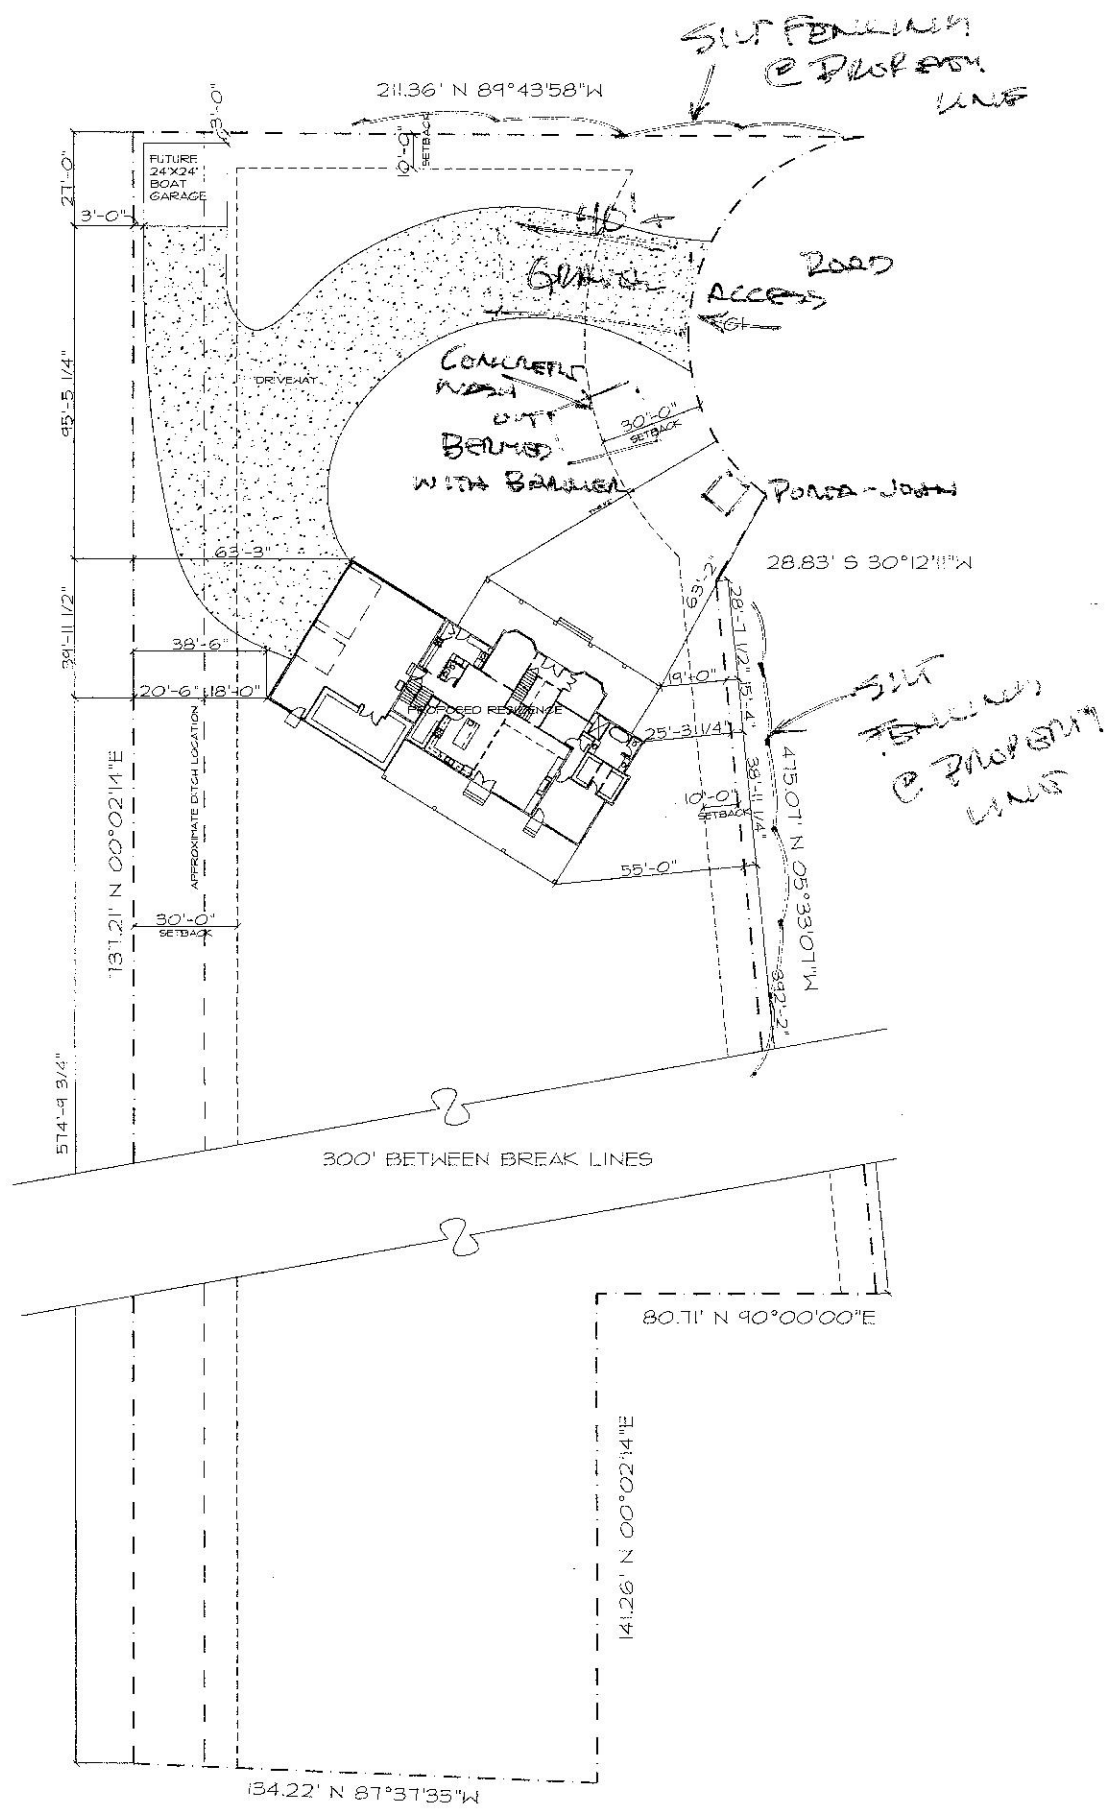 SILT FENCING
@ PROPERTY
LINE
211.36' N 89°43'58"W
3'-0"
10'-0"
SETBACK
FUTURE
24'X24'
BOAT
GARAGE
27'-0"
3'-0"
40'
GRAVEL
ROAD
ACCESS
DRIVEWAY
95'-5 1/4"
CONCRETE
WASH
OUT
BERMED
WITH BARRIER
30'-0"
SETBACK
PORTA-JOHN
63'-3"
28.83' S 30°12'11"W
63'-2"
39'-11 1/2"
38'-6"
28'-7 1/2"
15'-4"
19'-0"
20'-6"
18'-0"
PROPOSED RESIDENCE
25'-3 1/4"
SILT
FENCING
@ PROPERTY
LINE
APPROXIMATE DITCH LOCATION
10'-0"
SETBACK
38'-11 1/4"
475.07' N 05°33'07"W
55'-0"
30'-0"
SETBACK
737.21' N 00°02'14"E
392'-2"
574'-9 3/4"
300' BETWEEN BREAK LINES
80.71' N 90°00'00"E
141.26' N 00°02'14"E
134.22' N 87°37'35"W